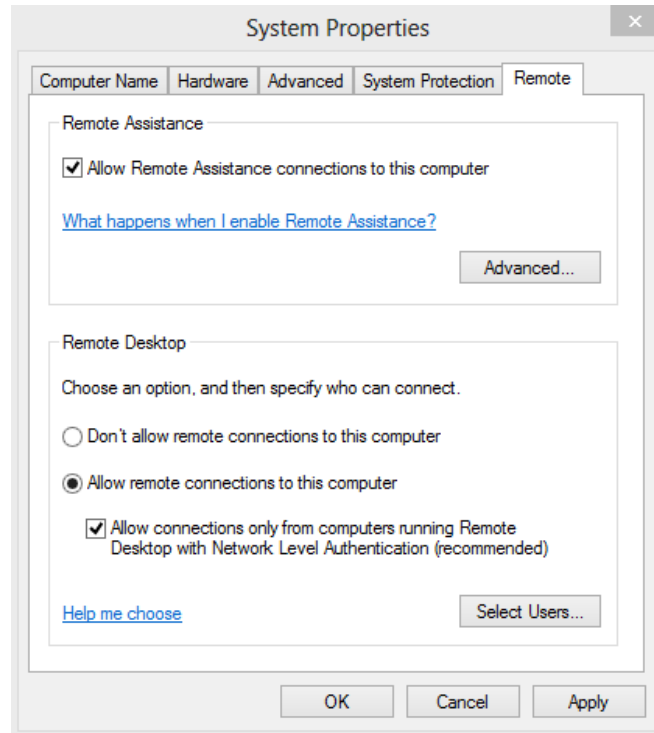 System Properties
Computer Name Hardware Advanced System Protection Remote
Remote Assistance
Allow Remote Assistance connections to this computer
What happens when I enable Remote Assistance?
Advanced...
Remote Desktop
Choose an option, and then specify who can connect.
Don't allow remote connections to this computer
Allow remote connections to this computer
Allow connections only from computers running Remote
Desktop with Network Level Authentication (recommended)
Help me choose Select Users...
OK Cancel Apply